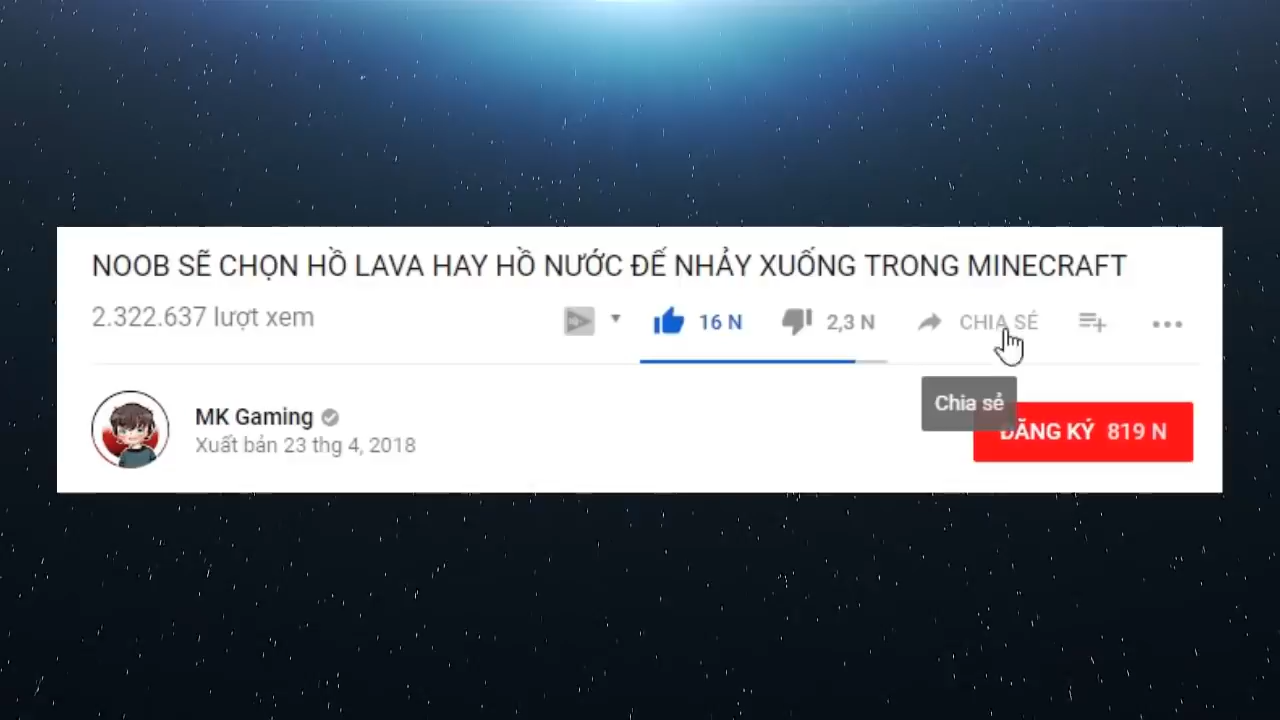 NOOB SẼ CHỌN HỒ LAVA HAY HỒ NƯỚC ĐỂ NHẢY XUỐNG TRONG MINECRAFT
2.322.637 lượt xem
16 N
2,3 N
CHIA SẺ
Chia sẻ
MK Gaming
Xuất bản 23 thg 4, 2018
ĐĂNG KÝ 819 N